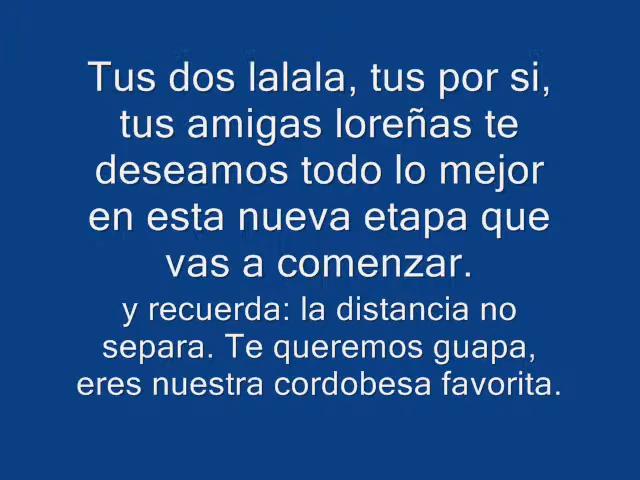 Tus dos lalala, tus por si,
tus amigas loreñas te
deseamos todo lo mejor
en esta nueva etapa que
vas a comenzar.
y recuerda: la distancia no
separa. Te queremos guapa,
eres nuestra cordobesa favorita.